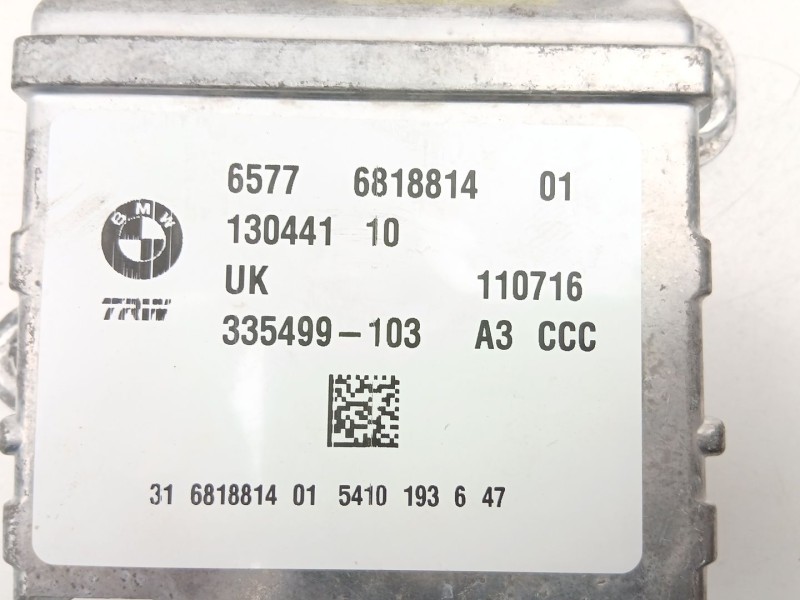 6577 6818814 01
BMW
130441 10
UK 110716
TRW
335499-103 A3 CCC
31 6818814 01 5410 193 6 47